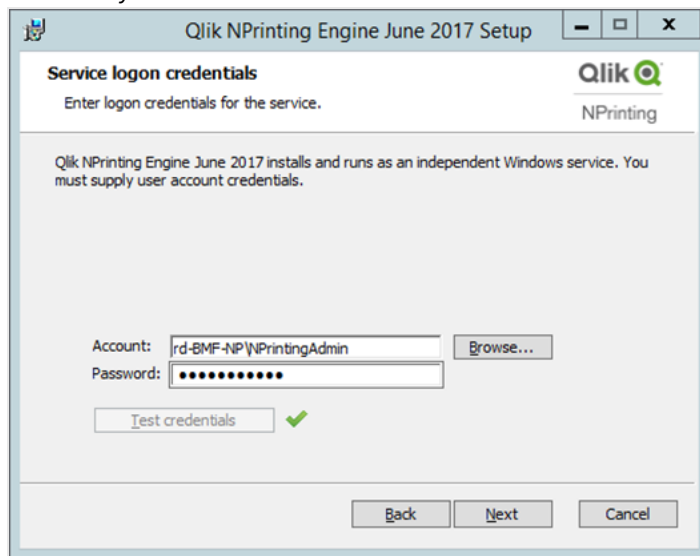 Qlik NPrinting Engine June 2017 Setup
Service logon credentials
Enter logon credentials for the service.
Qlik
NPrinting
Qlik NPrinting Engine June 2017 installs and runs as an independent Windows service. You
must supply user account credentials.
Account: rd-BMF-NP\NPrintingAdmin Browse...
Password: ●●●●●●●●●●●
Test credentials
Back Next Cancel